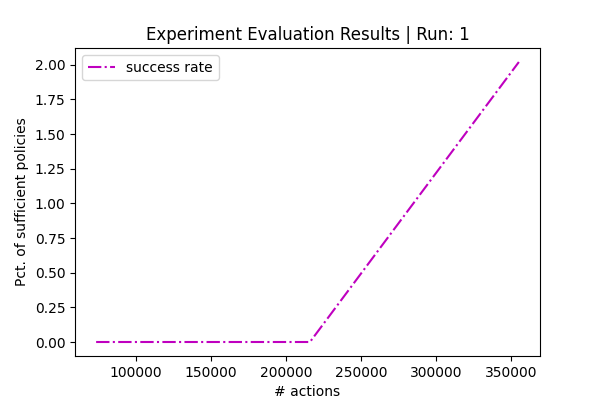 Experiment Evaluation Results | Run: 1
success rate
2.00
1.75
1.50
1.25
1.00
0.75
0.50
0.25
0.00
Pct. of sufficient policies
100000 150000 200000 250000 300000 350000
# actions